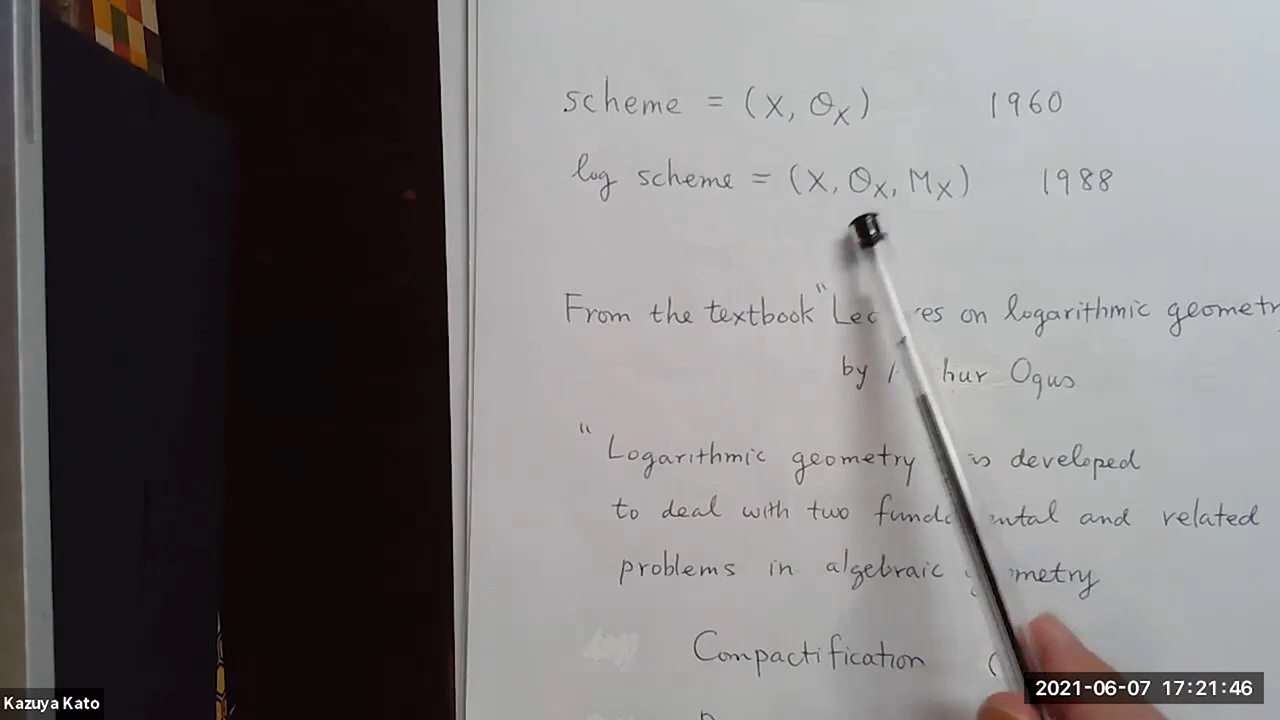 scheme = (X, O_X) 1960
log scheme = (X, O_X, M_X) 1988
From the textbook "Lec es on logarithmic geometr
by hur Ogus
"Logarithmic geometry is developed
to deal with two fund ntal and related
problems in algebraic metry
Compactification (
Kazuya Kato
2021-06-07 17:21:46